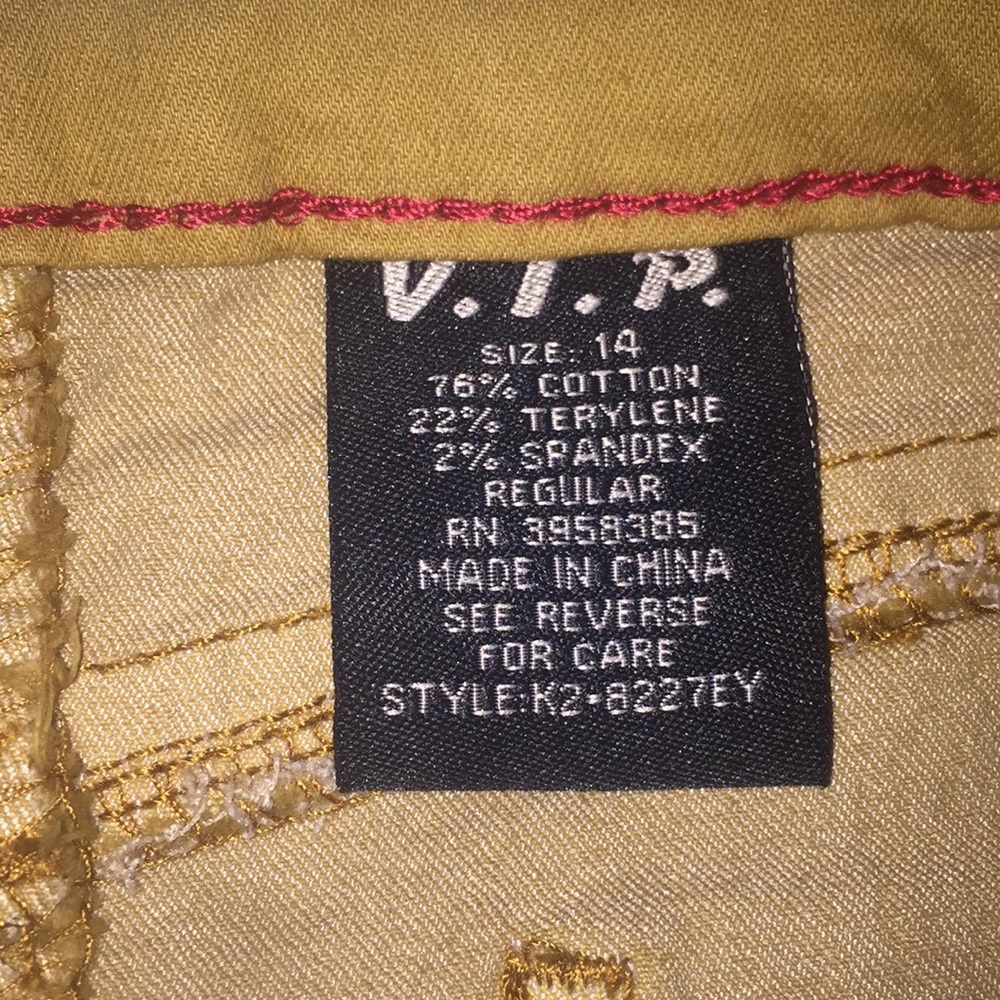 V.I.P.
SIZE: 14
76% COTTON
22% TERYLENE
2% SPANDEX
REGULAR
RN 3958385
MADE IN CHINA
SEE REVERSE
FOR CARE
STYLE:K2-8227EY